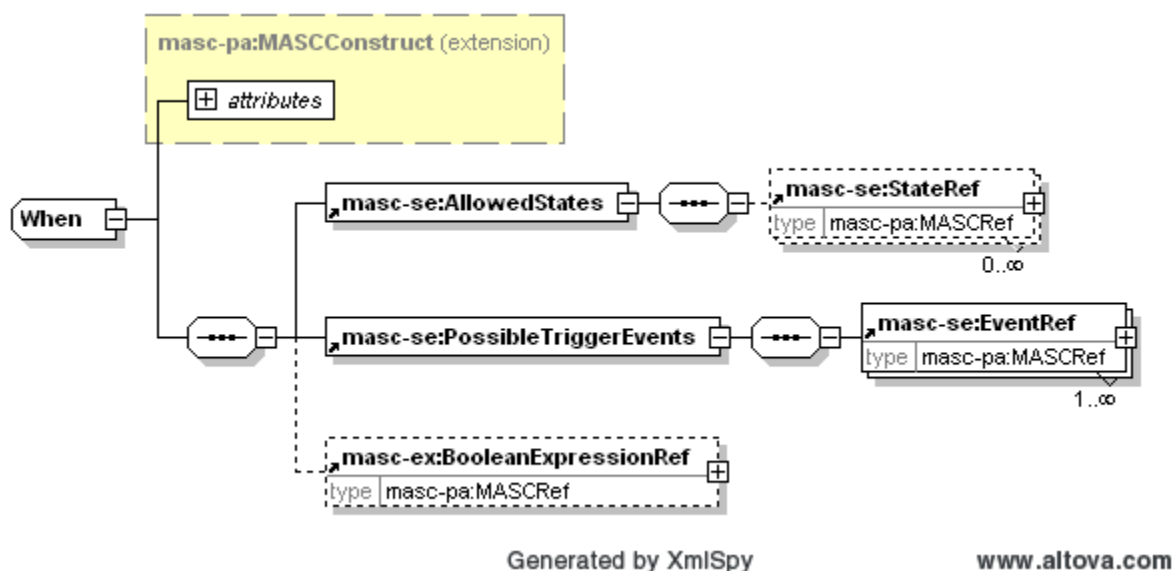 masc-pa:MASCConstruct (extension)
attributes
When
masc-se:AllowedStates
masc-se:StateRef
type masc-pa:MASCRef
0..∞
masc-se:PossibleTriggerEvents
masc-se:EventRef
type masc-pa:MASCRef
1..∞
masc-ex:BooleanExpressionRef
type masc-pa:MASCRef
Generated by XmlSpy www.altova.com